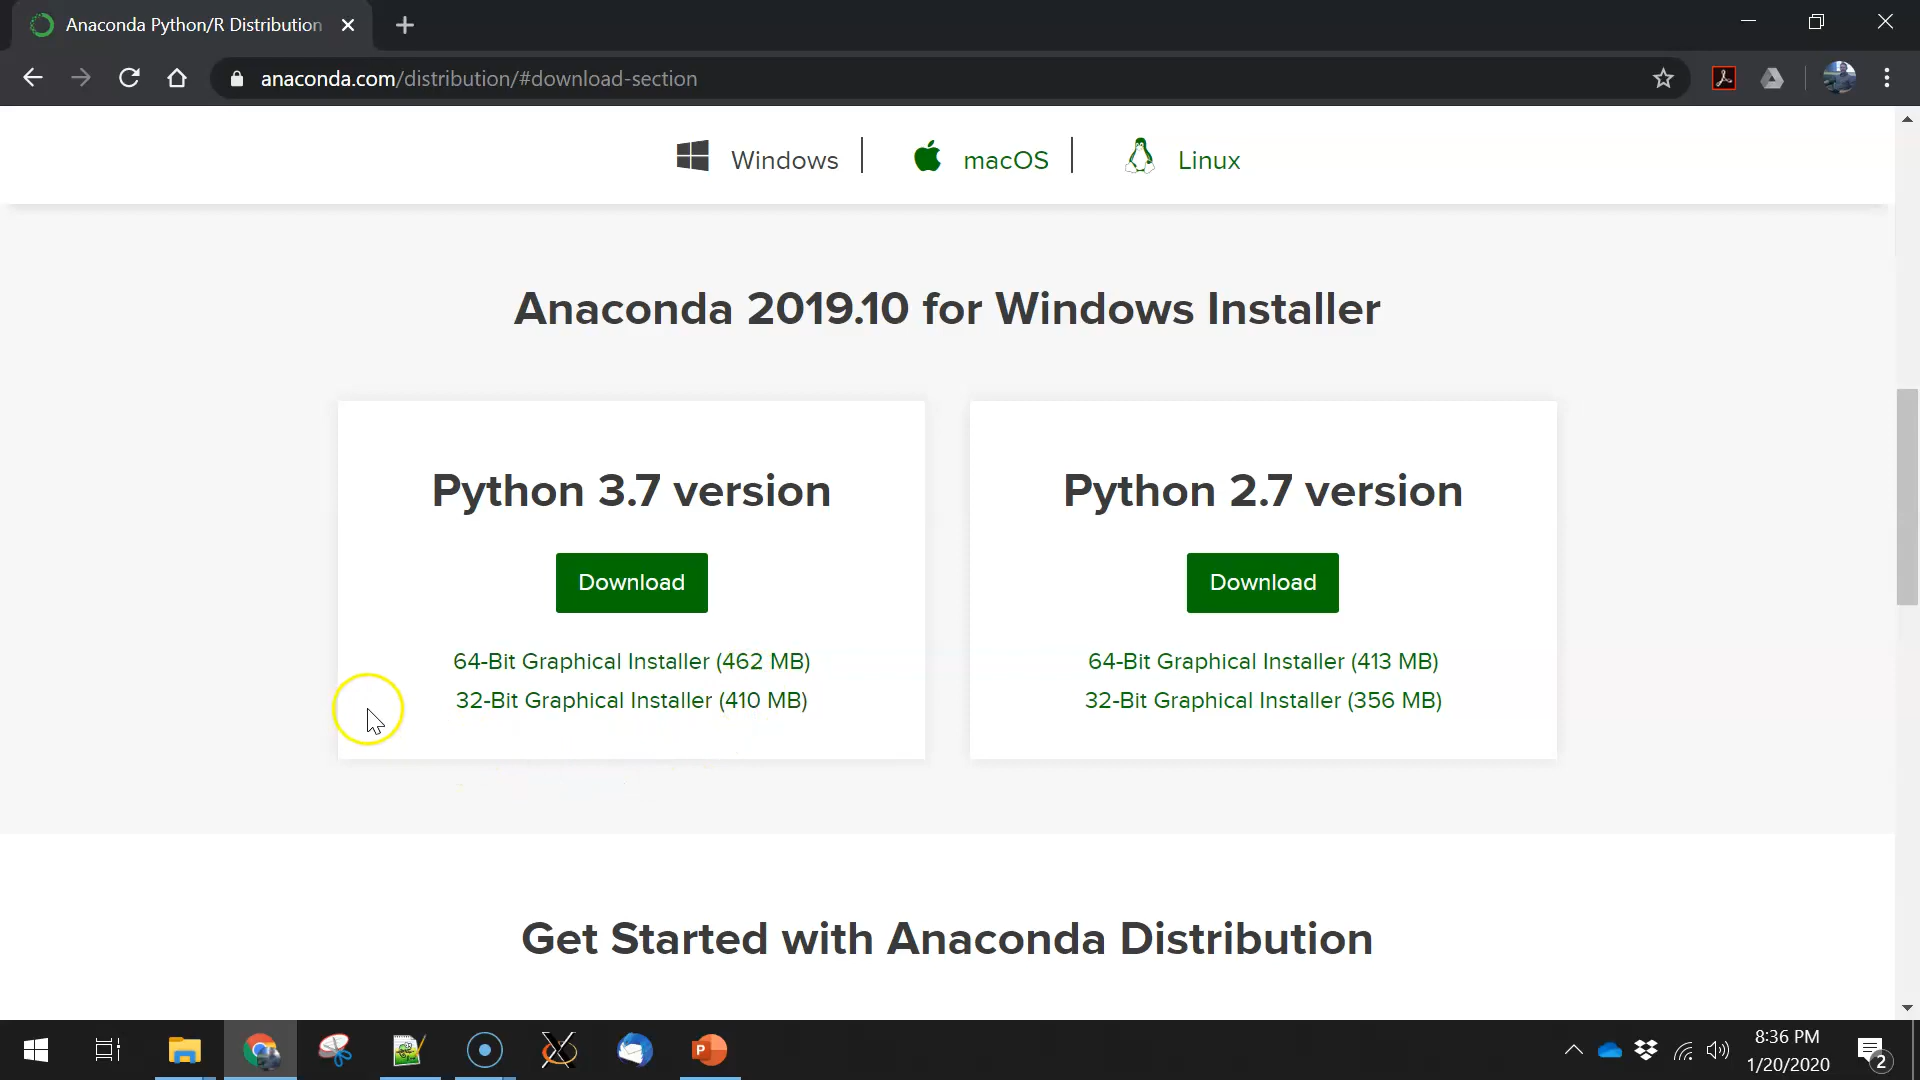 Anaconda Python/R Distribution
anaconda.com/distribution/#download-section
Windows | macOS | Linux
Anaconda 2019.10 for Windows Installer
Python 3.7 version
Download
64-Bit Graphical Installer (462 MB)
32-Bit Graphical Installer (410 MB)
Python 2.7 version
Download
64-Bit Graphical Installer (413 MB)
32-Bit Graphical Installer (356 MB)
Get Started with Anaconda Distribution
P
8:36 PM
1/20/2020
2